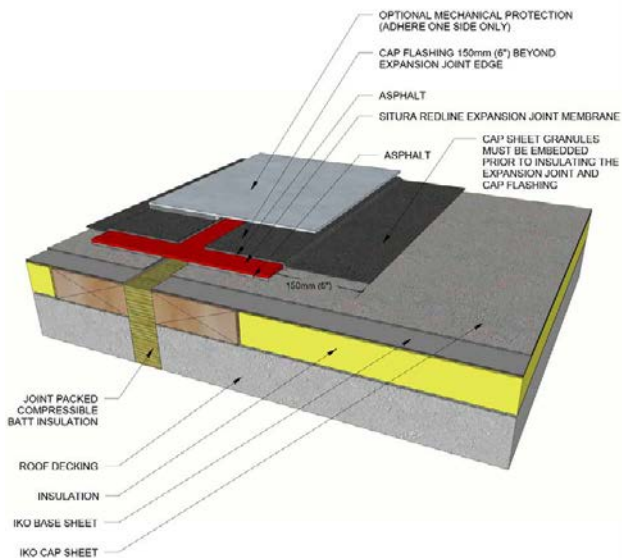 OPTIONAL MECHANICAL PROTECTION
(ADHERE ONE SIDE ONLY)
CAP FLASHING 150mm (6") BEYOND
EXPANSION JOINT EDGE
ASPHALT
SITURA REDLINE EXPANSION JOINT MEMBRANE
ASPHALT
CAP SHEET GRANULES
MUST BE EMBEDDED
PRIOR TO INSULATING THE
EXPANSION JOINT AND
CAP FLASHING
150mm (6")
JOINT PACKED
COMPRESSIBLE
BATT INSULATION
ROOF DECKING
INSULATION
IKO BASE SHEET
IKO CAP SHEET